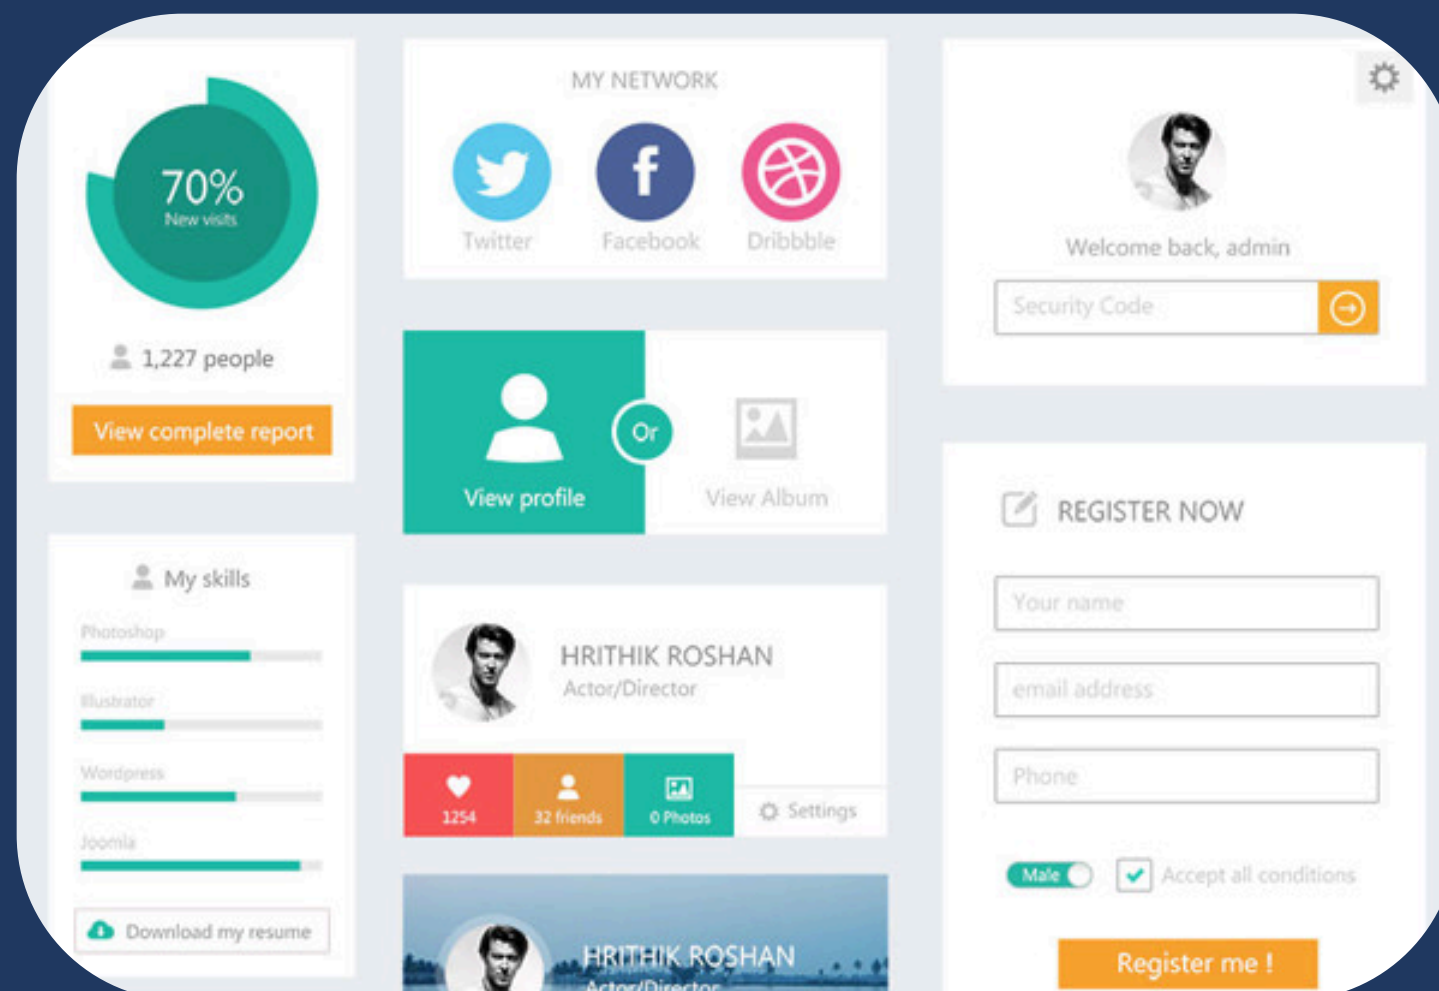 70%
New visits
1,227 people
View complete report
My skills
Photoshop
Illustrator
Wordpress
Joomla
Download my resume
MY NETWORK
Twitter Facebook Dribbble
View profile Or View Album
HRITHIK ROSHAN
Actor/Director
1254 32 friends 0 Photos Settings
HRITHIK ROSHAN
Actor/Director
Welcome back, admin
Security Code
REGISTER NOW
Your name
email address
Phone
Male Accept all conditions
Register me !